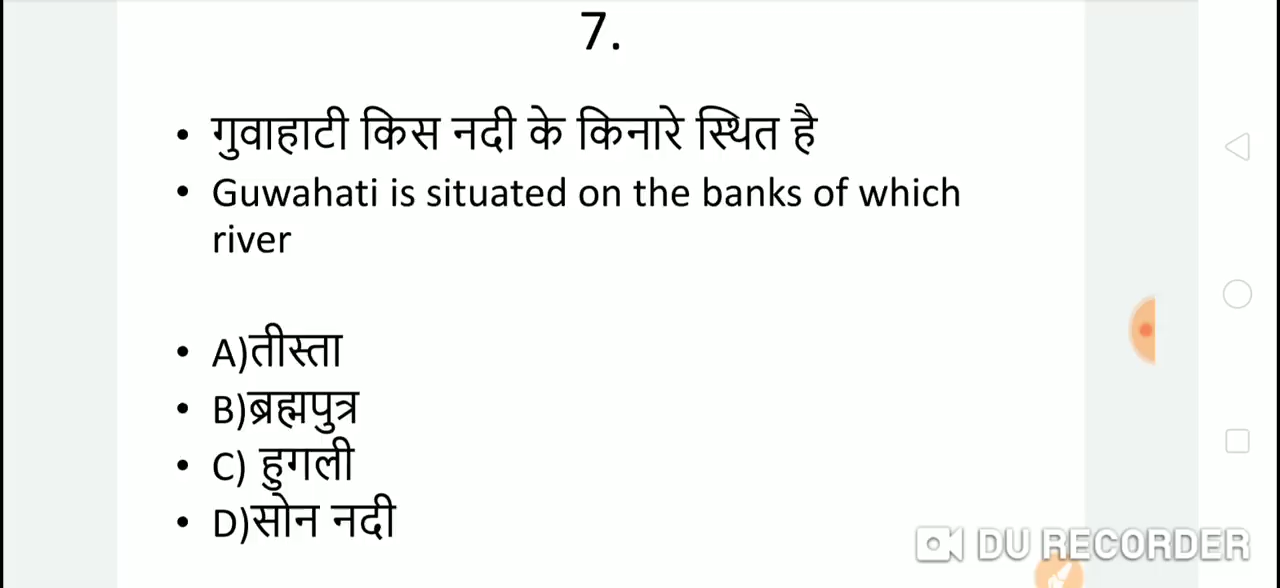 7.
• गुवाहाटी किस नदी के किनारे स्थित है
• Guwahati is situated on the banks of which
river
• A)तीस्ता
• B)ब्रह्मपुत्र
• C) हुगली
• D)सोन नदी
DU RECORDER